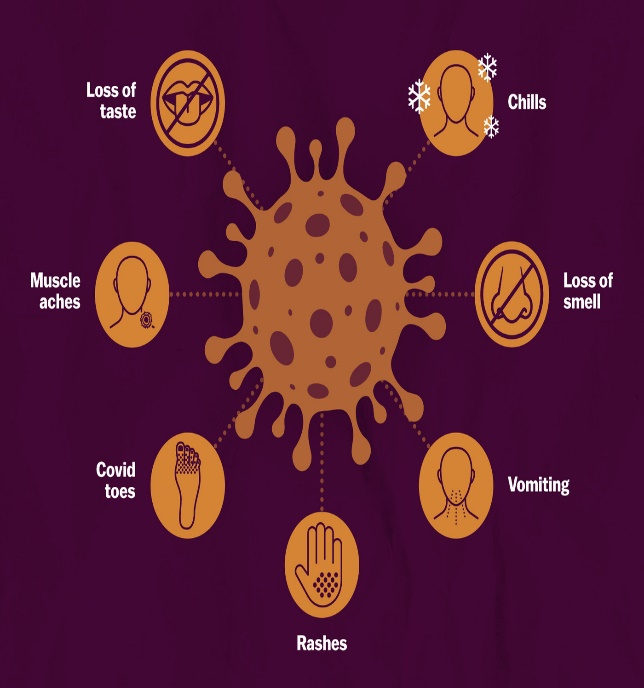 Loss of
taste
Chills
Muscle
aches
Loss of
smell
Covid
toes
Vomiting
Rashes